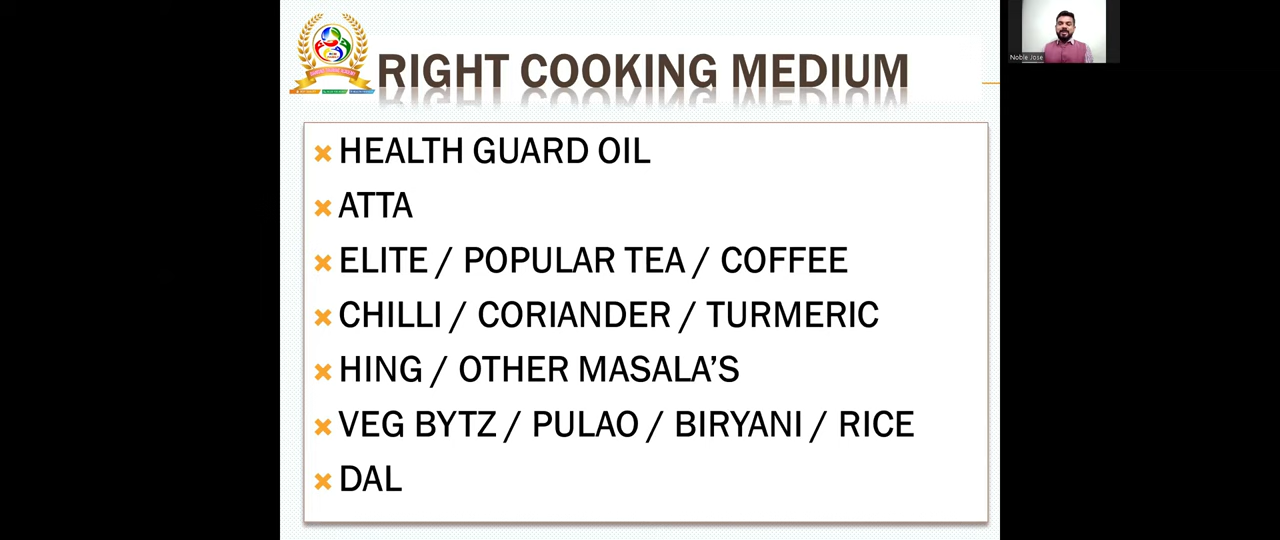 RIGHT COOKING MEDIUM
Noble Jose
HEALTH GUARD OIL
ATTA
ELITE / POPULAR TEA / COFFEE
CHILLI / CORIANDER / TURMERIC
HING / OTHER MASALA’S
VEG BYTZ / PULAO / BIRYANI / RICE
DAL